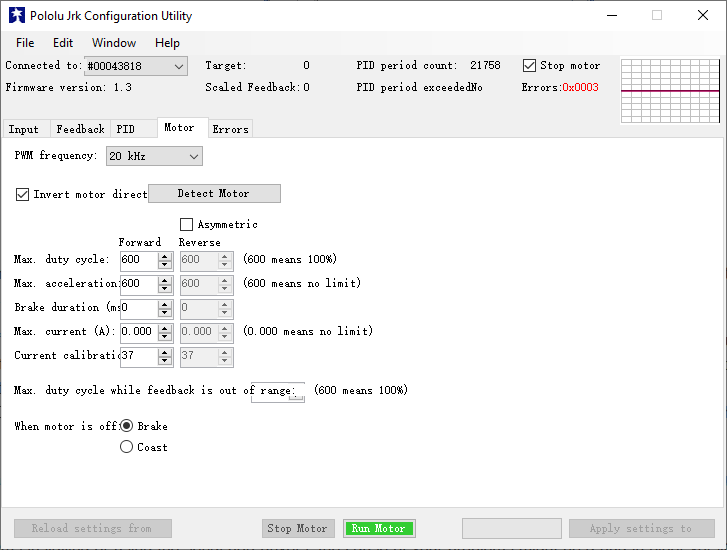 Pololu Jrk Configuration Utility
File Edit Window Help
Connected to: #00043818 Target: 0 PID period count: 21758 Stop motor
Firmware version: 1.3 Scaled Feedback: 0 PID period exceededNo Errors:0x0003
Input Feedback PID Motor Errors
PWM frequency: 20 kHz
Invert motor direct Detect Motor
Asymmetric
Forward Reverse
Max. duty cycle: 600 600 (600 means 100%)
Max. acceleration: 600 600 (600 means no limit)
Brake duration (ms 0 0
Max. current (A): 0.000 0.000 (0.000 means no limit)
Current calibratic 37 37
Max. duty cycle while feedback is out of range: (600 means 100%)
When motor is off: Brake
Coast
Reload settings from Stop Motor Run Motor Apply settings to